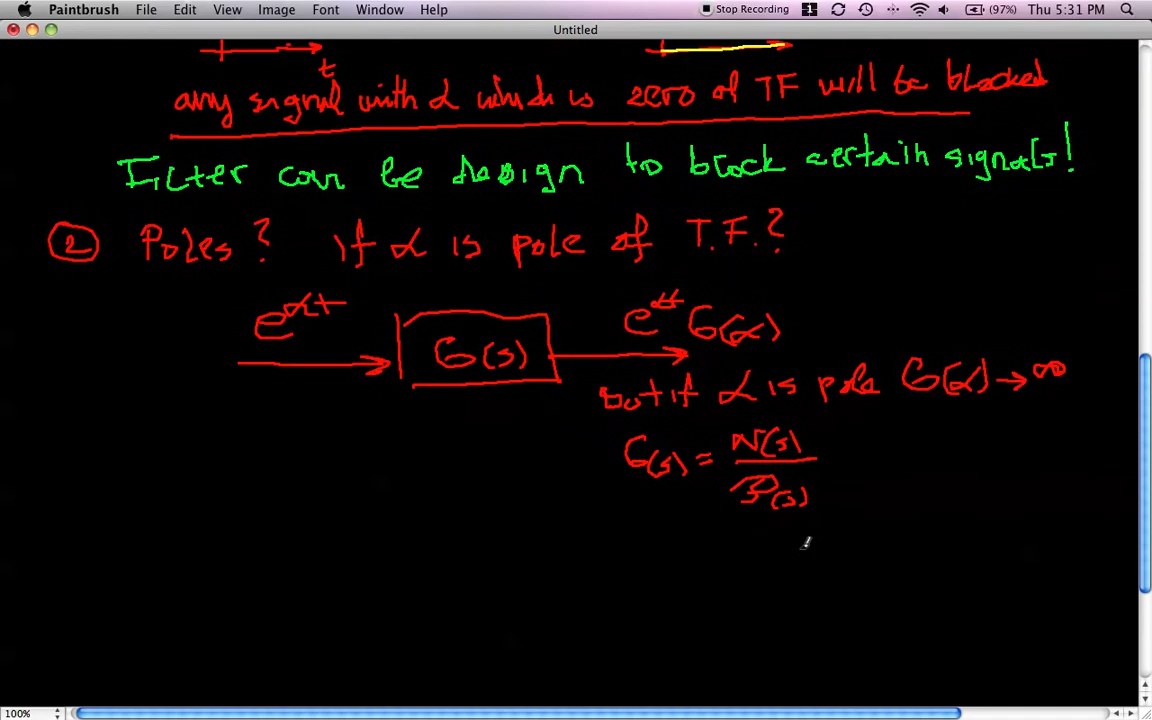 Paintbrush File Edit View Image Font Window Help Stop Recording 1 (97%) Thu 5:31 PM
Untitled
t
any signal with α which is zero of TF will be blocked
Filter can be design to block certain signals!
2 Poles? if α is pole of T.F.?
e^αt G(s) e^αt G(α)
but if α is pole G(α) → ∞
G(s) = N(s)
D(s)
100%